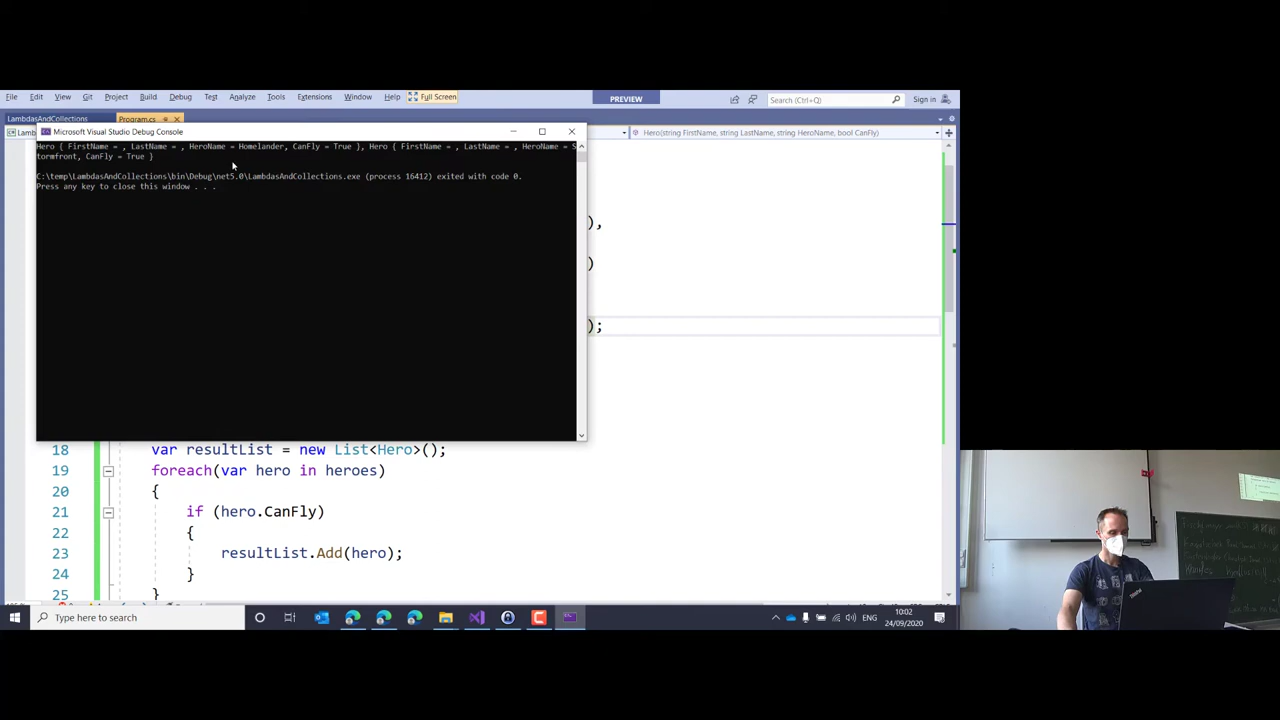 File Edit View Git Project Build Debug Test Analyze Tools Extensions Window Help Full Screen PREVIEW Search (Ctrl+Q) Sign in
LambdasAndCollections Program.cs
Lamb Microsoft Visual Studio Debug Console Hero(string FirstName, string LastName, string HeroName, bool CanFly)
Hero { FirstName = , LastName = , HeroName = Homelander, CanFly = True }, Hero { FirstName = , LastName = , HeroName = S
tormfront, CanFly = True }
C:\temp\LambdasAndCollections\bin\Debug\net5.0\LambdasAndCollections.exe (process 16412) exited with code 0.
Press any key to close this window . . .
),
)
);
18 var resultList = new List<Hero>();
19 foreach(var hero in heroes)
20 {
21 if (hero.CanFly)
22 {
23 resultList.Add(hero);
24 }
25 }
Type here to search
ENG
10:02
24/09/2020
ThinkPad